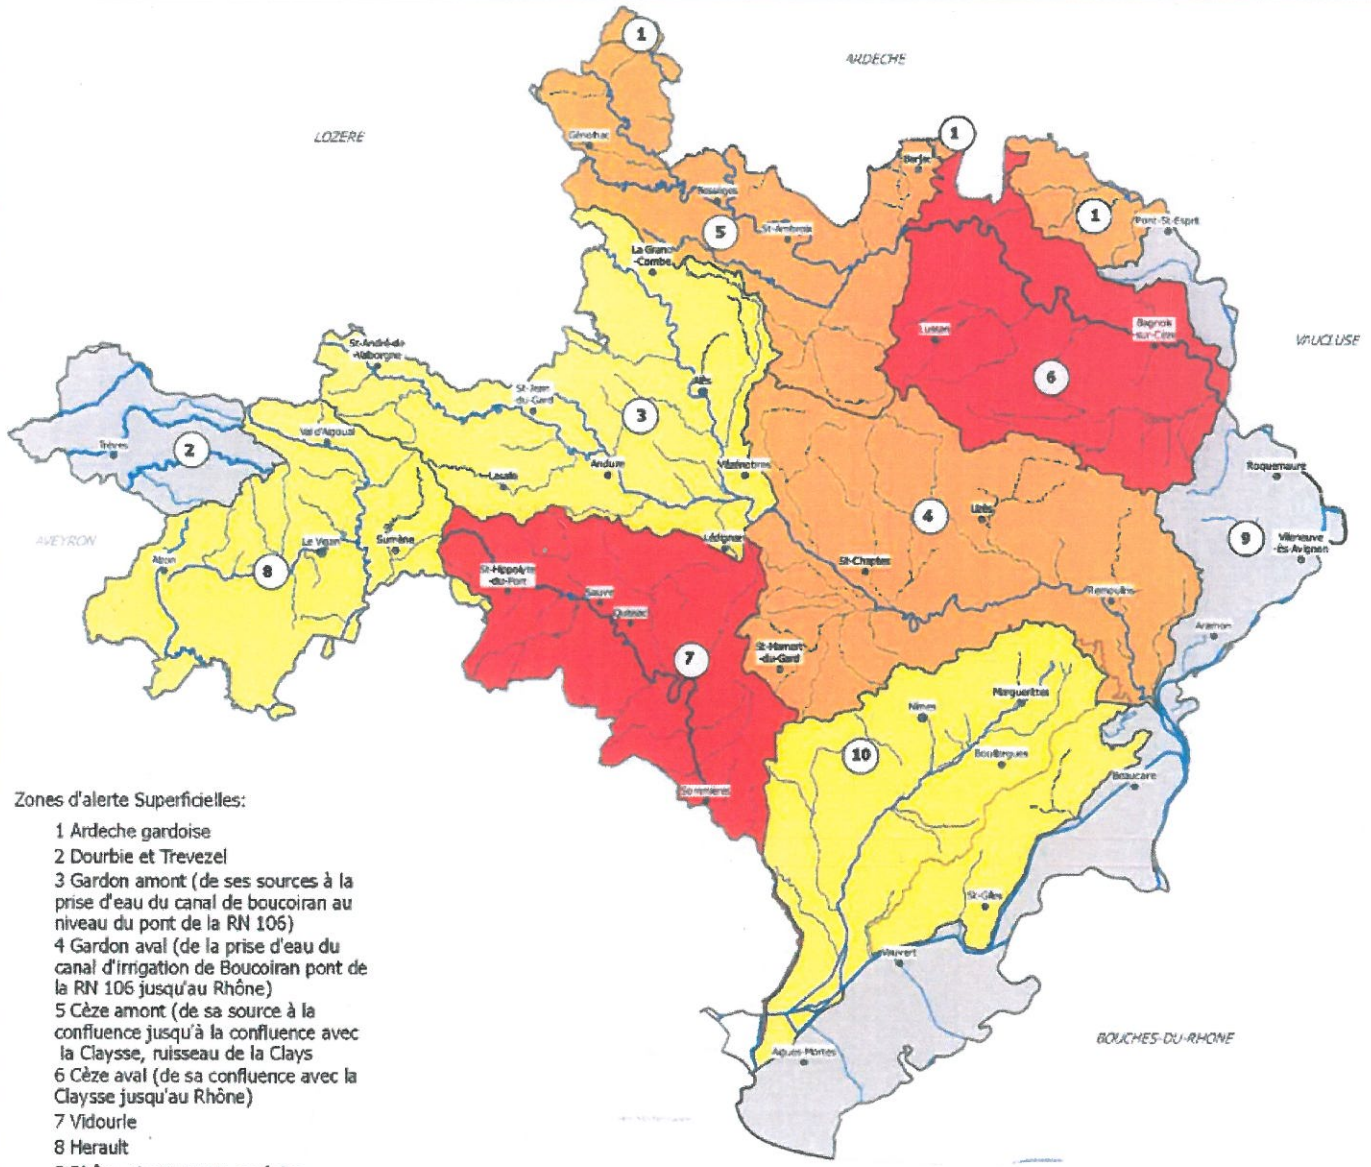 1
ARDECHE
LOZERE
1
Génolhac
Barjac
Bessèges
1
Pont-St-Esprit
5
St-Ambroix
La Grand
-Combe
VAUCLUSE
Bagnols
-sur-Cèze
Lussan
St-André-de
-Valborgne
6
Alès
St-Jean
-du-Gard
3
Val d'Aigoual
Trèves
2
Vézénobres
Roquemaure
Anduze
Lasalle
4
Uzès
AVEYRON
Le Vigan
Sumène
Lédignan
9
Villeneuve
-lès-Avignon
Alzon
8
St-Chaptes
St-Hippolyte
-du-Fort
Sauve
Remoulins
Quissac
Aramon
7
St-Mamert
-du-Gard
Marguerittes
Nîmes
10
Bouillargues
Beaucaire
Sommières
Zones d'alerte Superficielles:
1 Ardeche gardoise
2 Dourbie et Trevezel
3 Gardon amont (de ses sources à la
prise d'eau du canal de boucoiran au
niveau du pont de la RN 106)
4 Gardon aval (de la prise d'eau du
canal d'irrigation de Boucoiran pont de
la RN 106 jusqu'au Rhône)
5 Cèze amont (de sa source à la
confluence jusqu'à la confluence avec
la Claysse, ruisseau de la Clays
6 Cèze aval (de sa confluence avec la
Claysse jusqu'au Rhône)
7 Vidourle
8 Herault
St-Gilles
Vauvert
BOUCHES-DU-RHONE
Aigues-Mortes